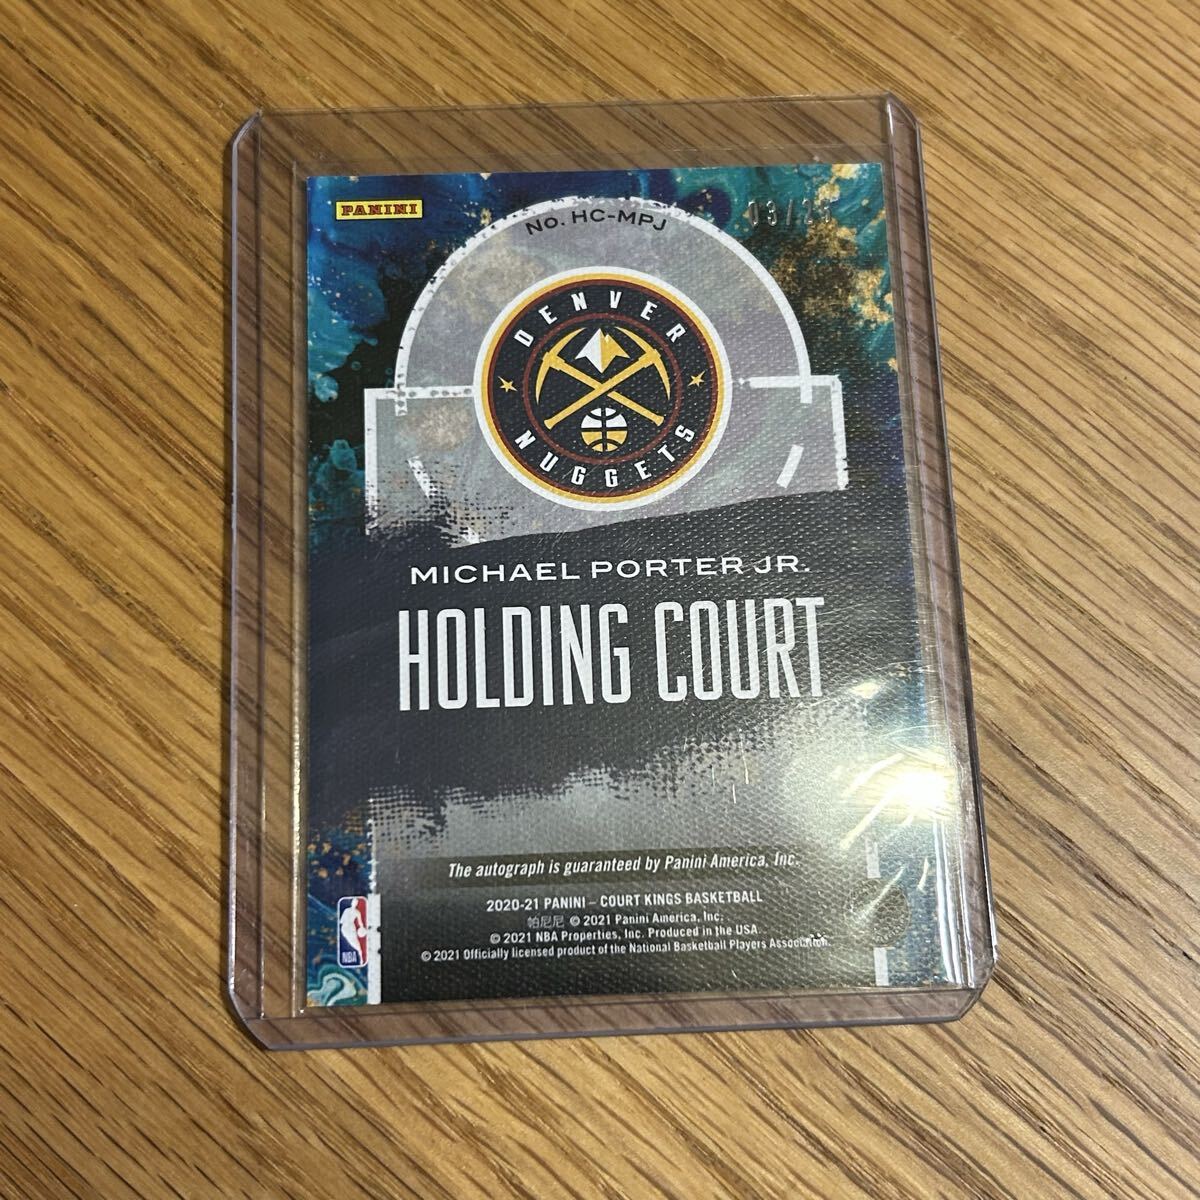 PANINI
No. HC-MPJ
03/25
DENVER
NUGGETS
MICHAEL PORTER JR.
HOLDING COURT
The autograph is guaranteed by Panini America, Inc.
2020-21 PANINI – COURT KINGS BASKETBALL
帕尼尼 © 2021 Panini America, Inc.
© 2021 NBA Properties, Inc. Produced in the USA.
© 2021 Officially licensed product of the National Basketball Players Association.
NBA